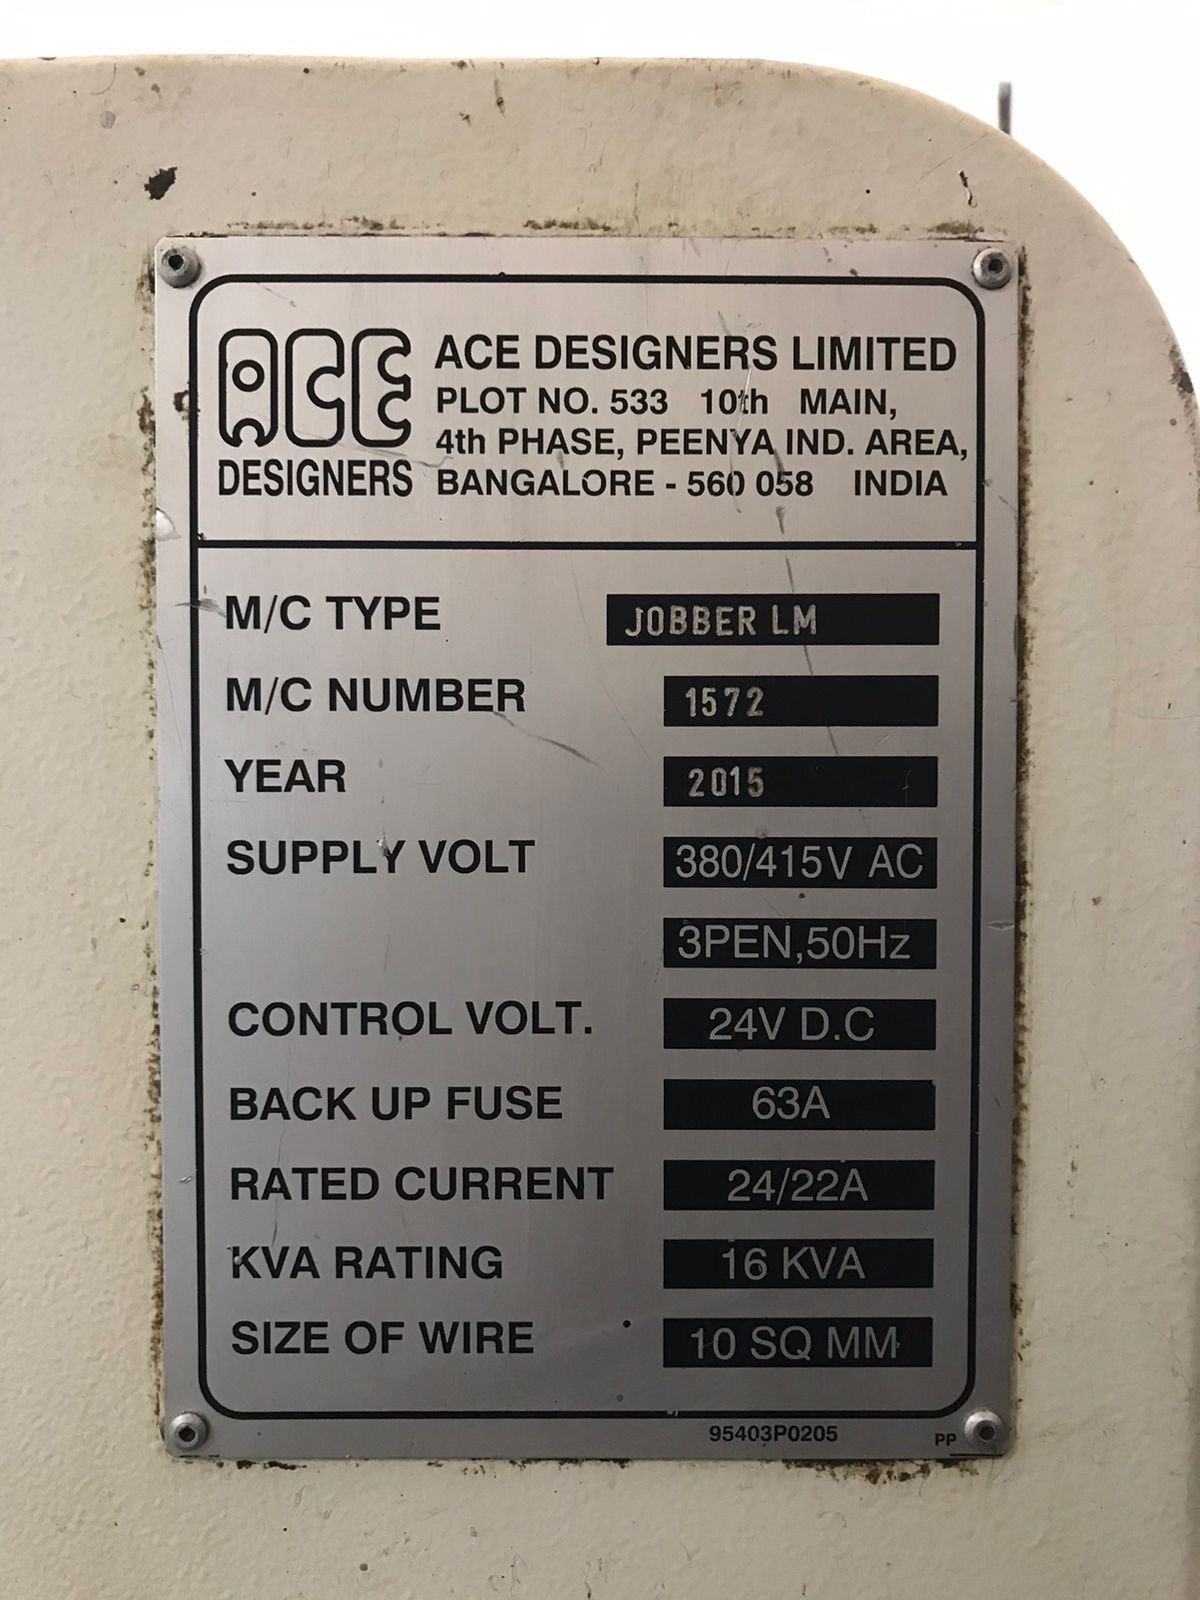 ACE
DESIGNERS
ACE DESIGNERS LIMITED
PLOT NO. 533 10th MAIN,
4th PHASE, PEENYA IND. AREA,
BANGALORE - 560 058 INDIA
M/C TYPE JOBBER LM
M/C NUMBER 1572
YEAR 2015
SUPPLY VOLT 380/415V AC
3PEN,50Hz
CONTROL VOLT. 24V D.C
BACK UP FUSE 63A
RATED CURRENT 24/22A
KVA RATING 16 KVA
SIZE OF WIRE 10 SQ MM
95403P0205 PP